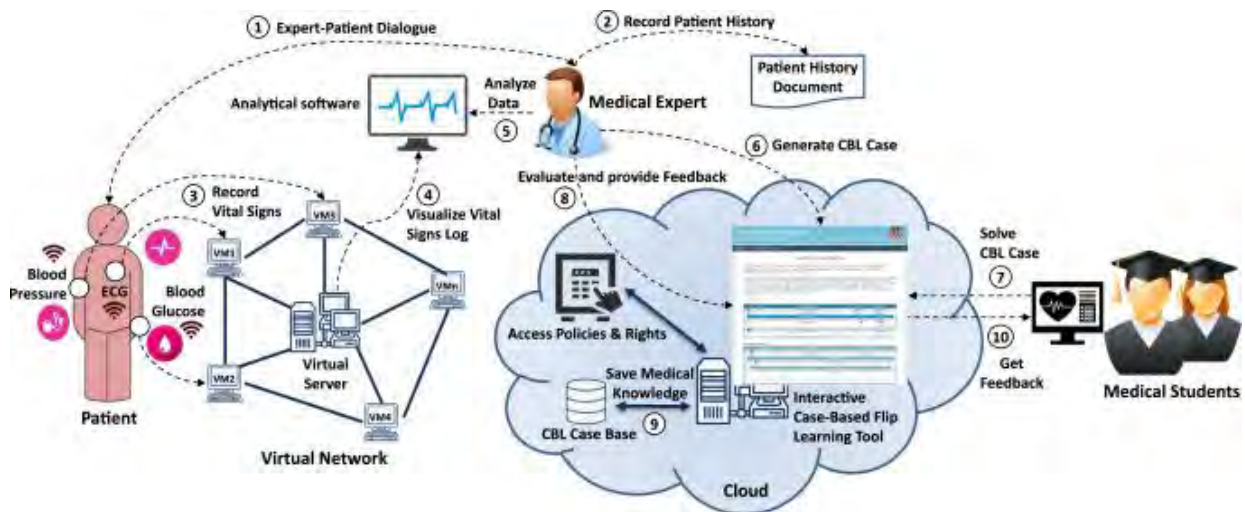 ① Expert-Patient Dialogue
② Record Patient History
Patient History
Document
Analytical software
Analyze
Data
⑤
Medical Expert
⑥ Generate CBL Case
③ Record
Vital Signs
④
Visualize Vital
Signs Log
Evaluate and provide Feedback
⑧
VM3
VM1
VMn
VM2
VM4
Blood
Pressure
ECG
Blood
Glucose
Virtual
Server
Patient
Virtual Network
Access Policies & Rights
Save Medical
Knowledge
⑨
CBL Case Base
Interactive
Case-Based Flip
Learning Tool
Cloud
Solve
CBL Case
⑦
⑩
Get
Feedback
Medical Students